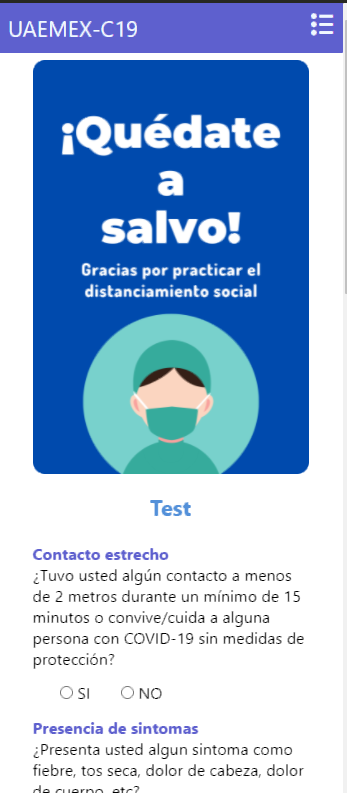 UAEMEX-C19
¡Quédate
a
salvo!
Gracias por practicar el
distanciamiento social
Test
Contacto estrecho
¿Tuvo usted algún contacto a menos
de 2 metros durante un mínimo de 15
minutos o convive/cuida a alguna
persona con COVID-19 sin medidas de
protección?
SI NO
Presencia de sintomas
¿Presenta usted algun sintoma como
fiebre, tos seca, dolor de cabeza, dolor
de cuerpo, etc?